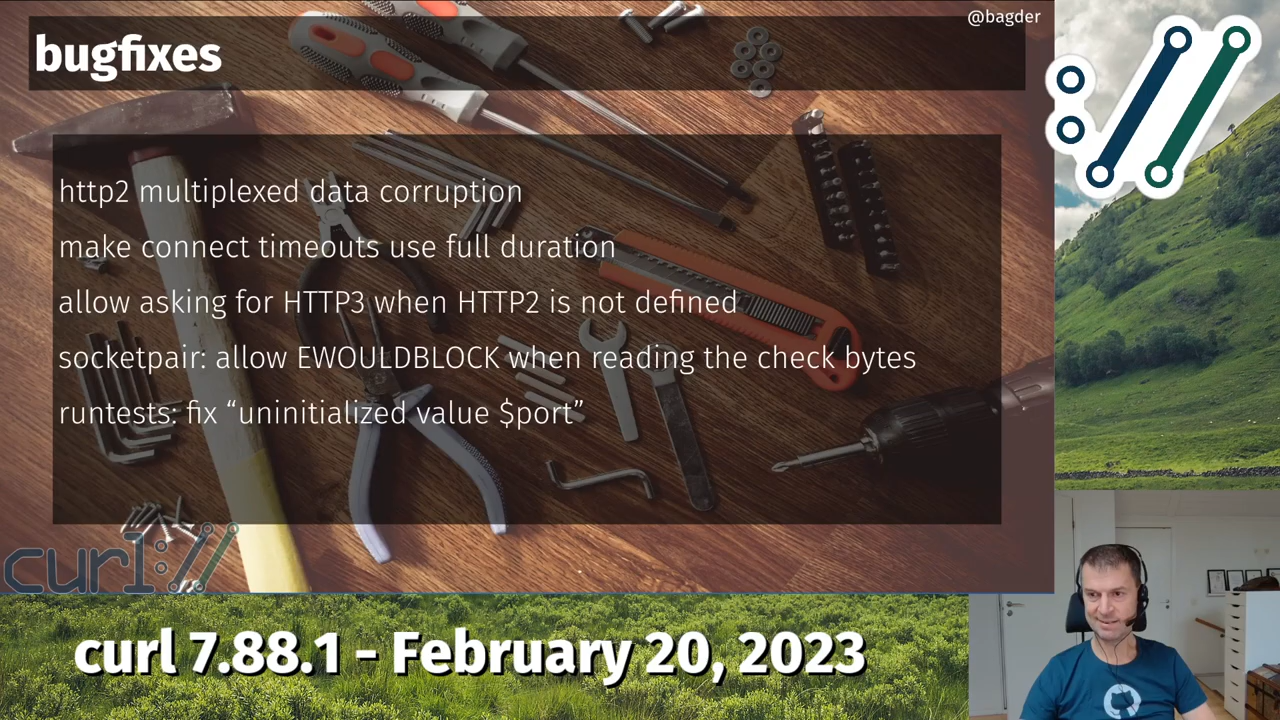 @bagder
bugfixes
http2 multiplexed data corruption
make connect timeouts use full duration
allow asking for HTTP3 when HTTP2 is not defined
socketpair: allow EWOULDBLOCK when reading the check bytes
runtests: fix “uninitialized value $port”
curl://
curl 7.88.1 - February 20, 2023